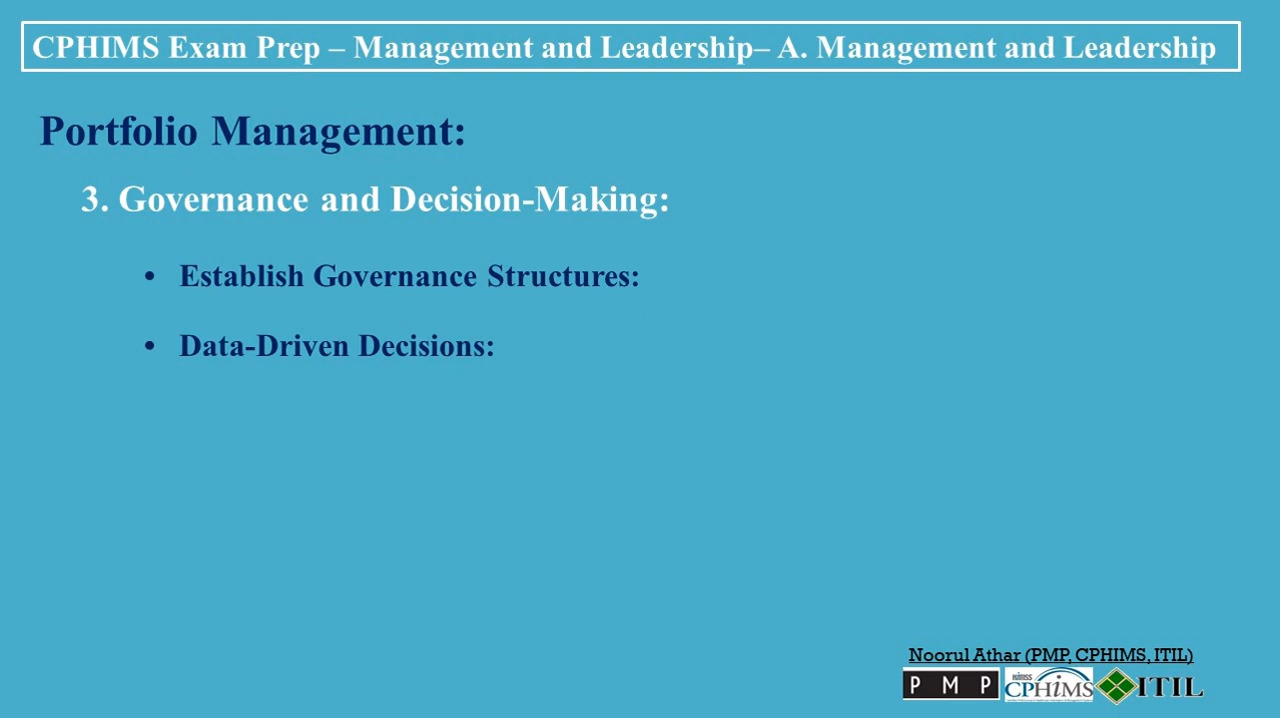 CPHIMS Exam Prep – Management and Leadership– A. Management and Leadership
Portfolio Management:
3. Governance and Decision-Making:
• Establish Governance Structures:
• Data-Driven Decisions:
Noorul Athar (PMP, CPHIMS, ITIL)
PMP HIMSS CPHIMS ITIL